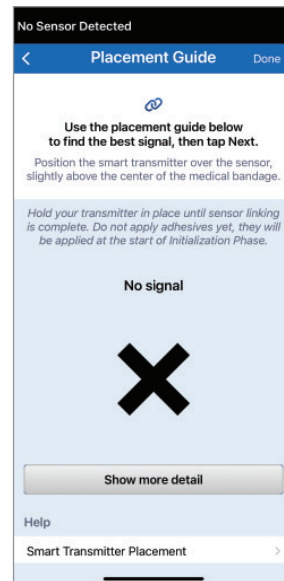 No Sensor Detected
Placement Guide Done
Use the placement guide below
to find the best signal, then tap Next.
Position the smart transmitter over the sensor,
slightly above the center of the medical bandage.
Hold your transmitter in place until sensor linking
is complete. Do not apply adhesives yet, they will
be applied at the start of Initialization Phase.
No signal
Show more detail
Help
Smart Transmitter Placement